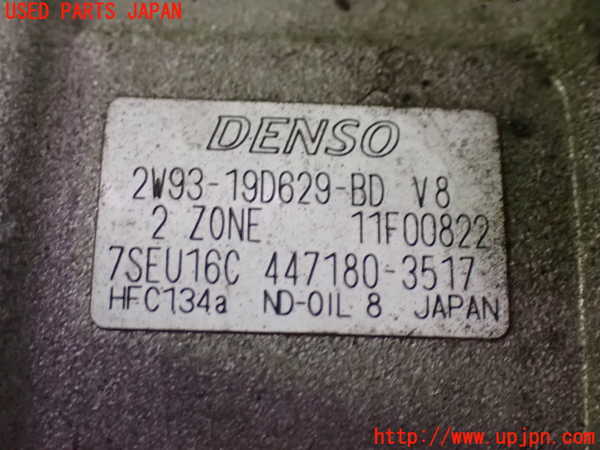 USED PARTS JAPAN
DENSO
2W93-19D629-BD V8
2 ZONE 11F00822
7SEU16C 447180-3517
HFC134a ND-OIL 8 JAPAN
http://www.upjpn.com/